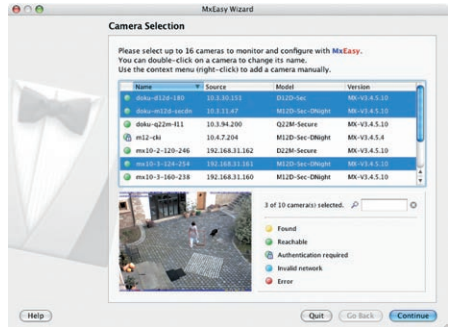 MxEasy Wizard
Camera Selection
Please select up to 16 cameras to monitor and configure with MxEasy.
You can double-click on a camera to change its name.
Use the context menu (right-click) to add a camera manually.
Name Source Model Version
doku-d12d-180 10.3.30.153 D12D-Sec MX-V3.4.5.10
doku-m12d-secdn 10.3.11.47 M12D-Sec-DNight MX-V3.4.5.10
doku-q22m-l11 10.3.94.200 Q22M-Secure MX-V3.4.5.10
m12-cki 10.4.7.204 M12D-Sec-DNight MX-V3.4.5.4
mx10-2-120-246 192.168.31.162 D22M-Secure MX-V3.4.5.10
mx10-3-224-254 192.168.31.161 M12D-Sec-DNight MX-V3.4.5.10
mx10-3-160-238 192.168.31.160 M12D-Sec-DNight MX-V3.4.5.10
3 of 10 camera(s) selected.
Found
Reachable
Authentication required
Invalid network
Error
Help Quit Go Back Continue